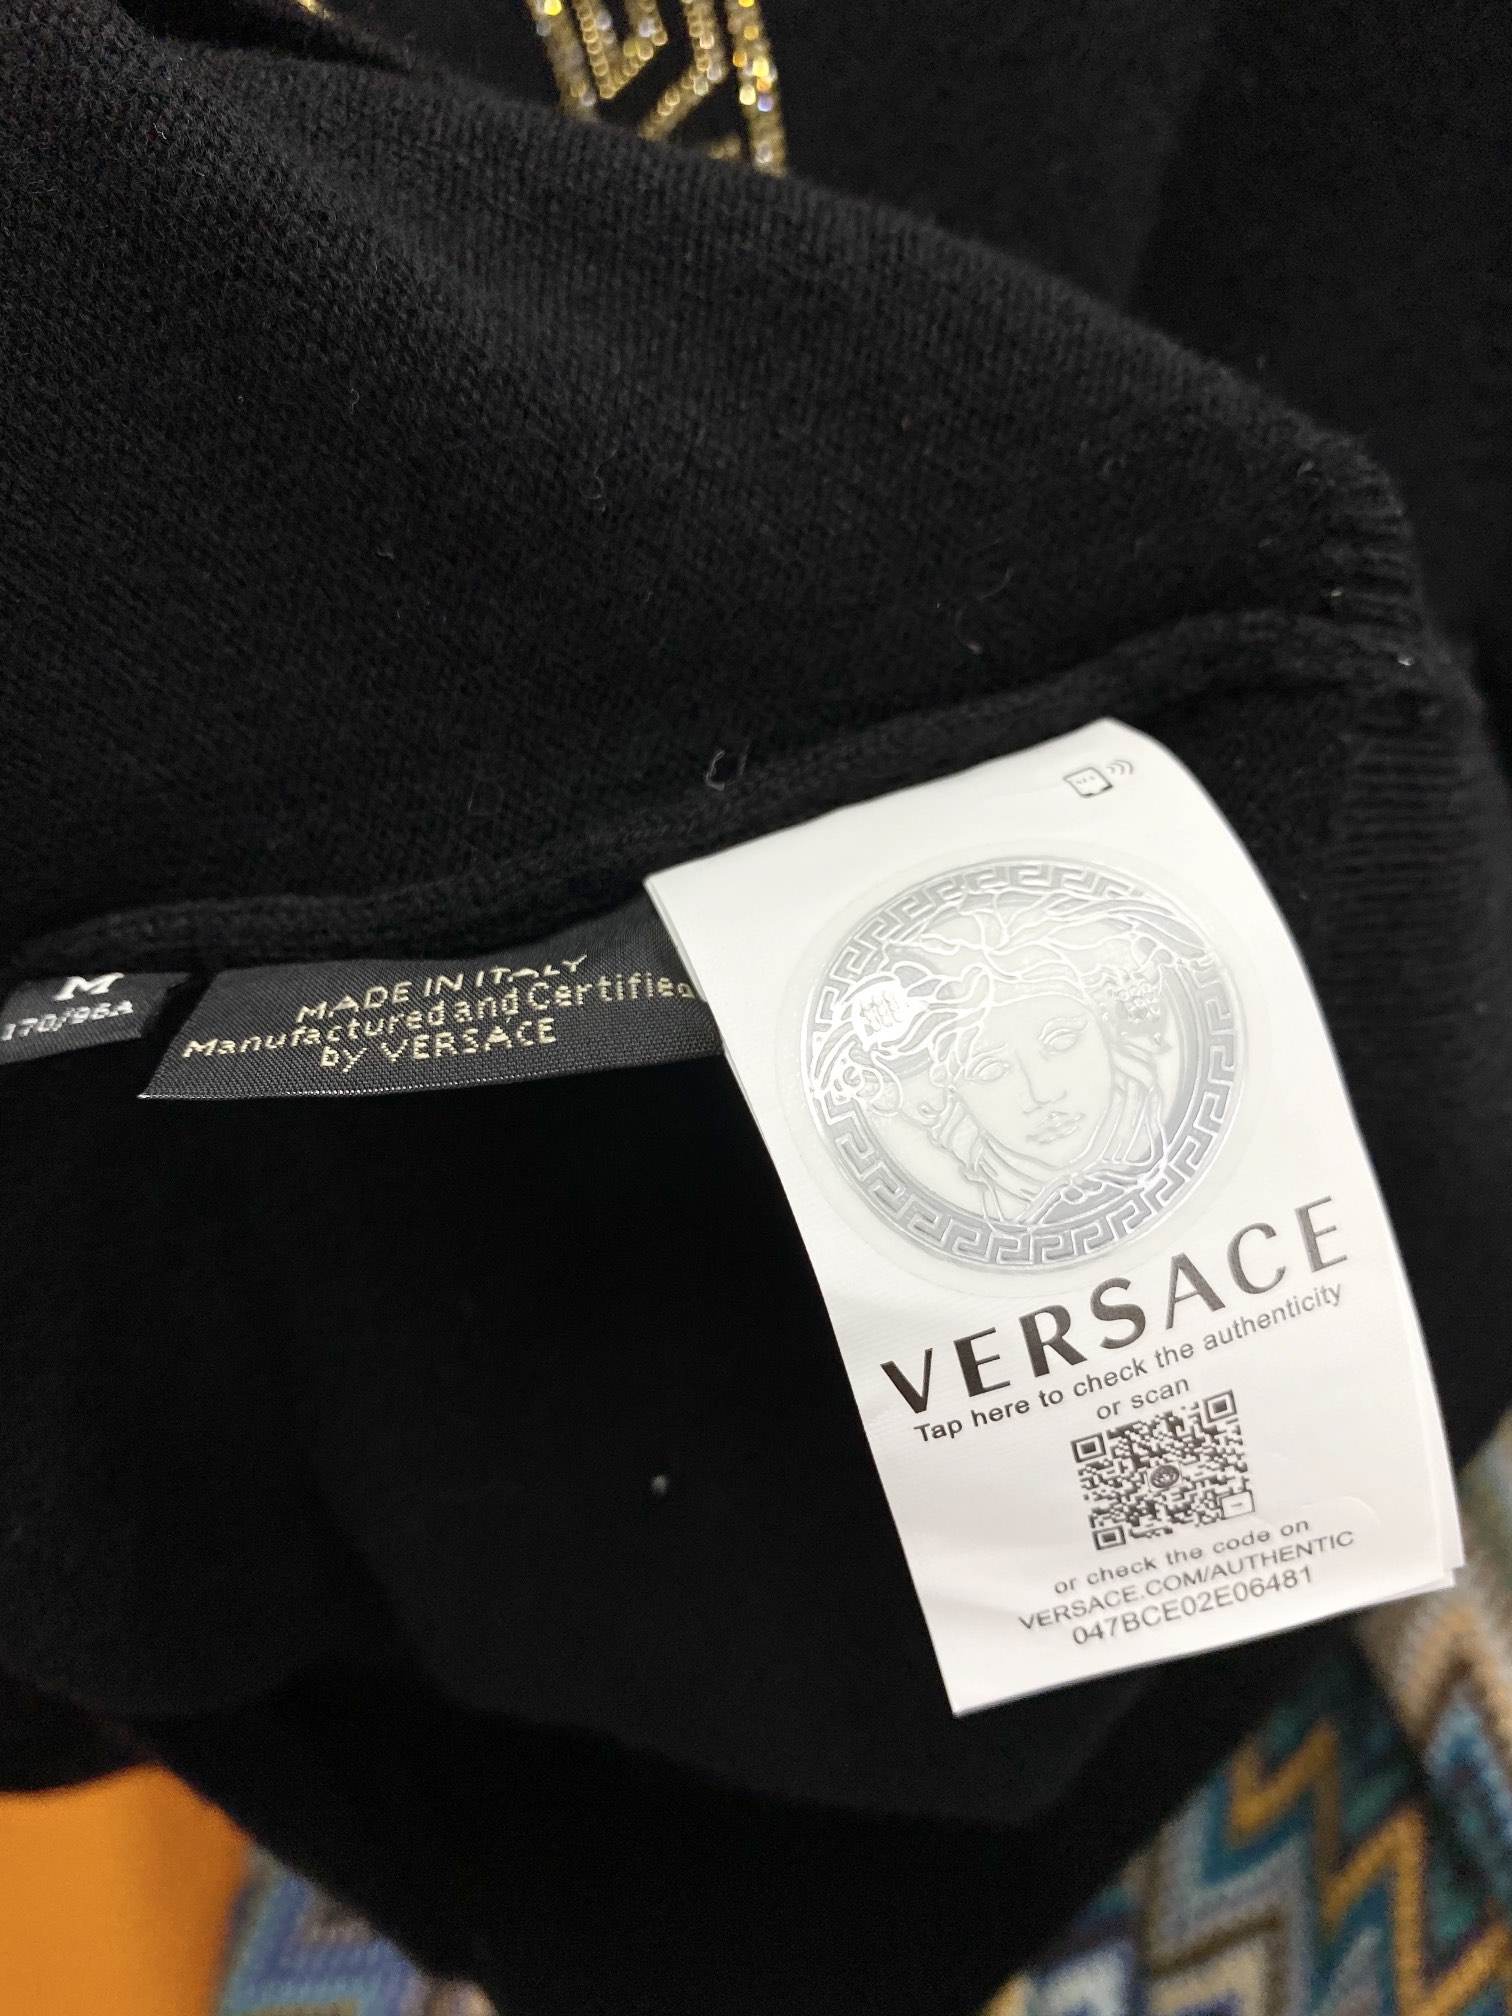 M
170/96A
MADE IN ITALY
Manufactured and Certified
by VERSACE
VERSACE
Tap here to check the authenticity
or scan
or check the code on
VERSACE.COM/AUTHENTIC
047BCE02E06481